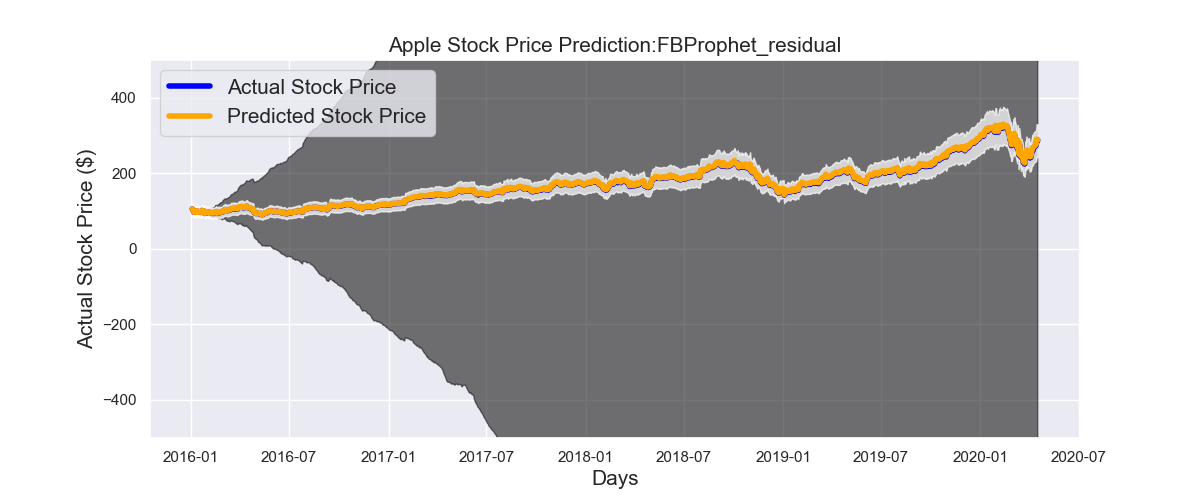 Apple Stock Price Prediction:FBProphet_residual
Actual Stock Price
Predicted Stock Price
Actual Stock Price ($)
400
200
0
−200
−400
2016-01 2016-07 2017-01 2017-07 2018-01 2018-07 2019-01 2019-07 2020-01 2020-07
Days